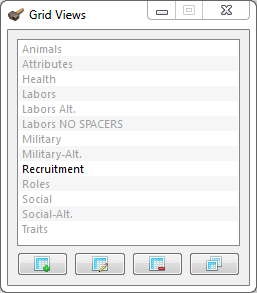 Grid Views
Animals
Attributes
Health
Labors
Labors Alt.
Labors NO SPACERS
Military
Military-Alt.
Recruitment
Roles
Social
Social-Alt.
Traits